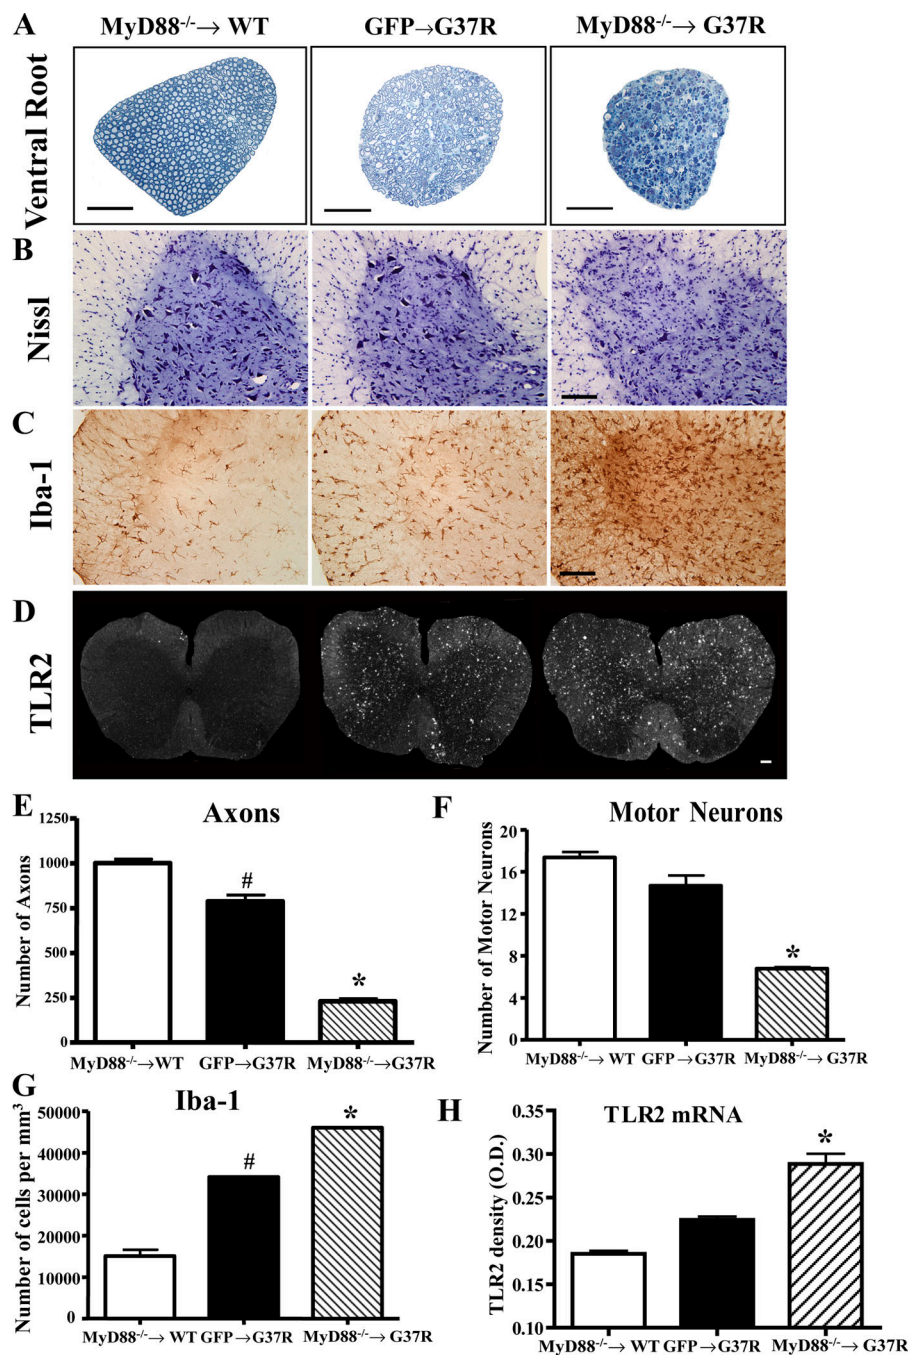 A MyD88-/-→ WT GFP→G37R MyD88-/-→ G37R
Ventral Root
B
Nissl
C
Iba-1
D
TLR2
E Axons
Number of Axons
1250
1000
750
500
250
0
#
*
MyD88-/-→WT GFP→G37R MyD88-/-→G37R
F Motor Neurons
Number of Motor Neurons
20
16
12
8
4
0
*
MyD88-/-→ WT GFP→G37R MyD88-/-→ G37R
G Iba-1
Number of cells per mm3
50000
40000
30000
20000
10000
0
#
*
MyD88-/-→ WT GFP→G37R MyD88-/-→ G37R
H TLR2 mRNA
TLR2 density (O.D.)
0.35
0.30
0.25
0.20
0.15
0.10
*
MyD88-/-→ WT GFP→G37R MyD88-/-→ G37R